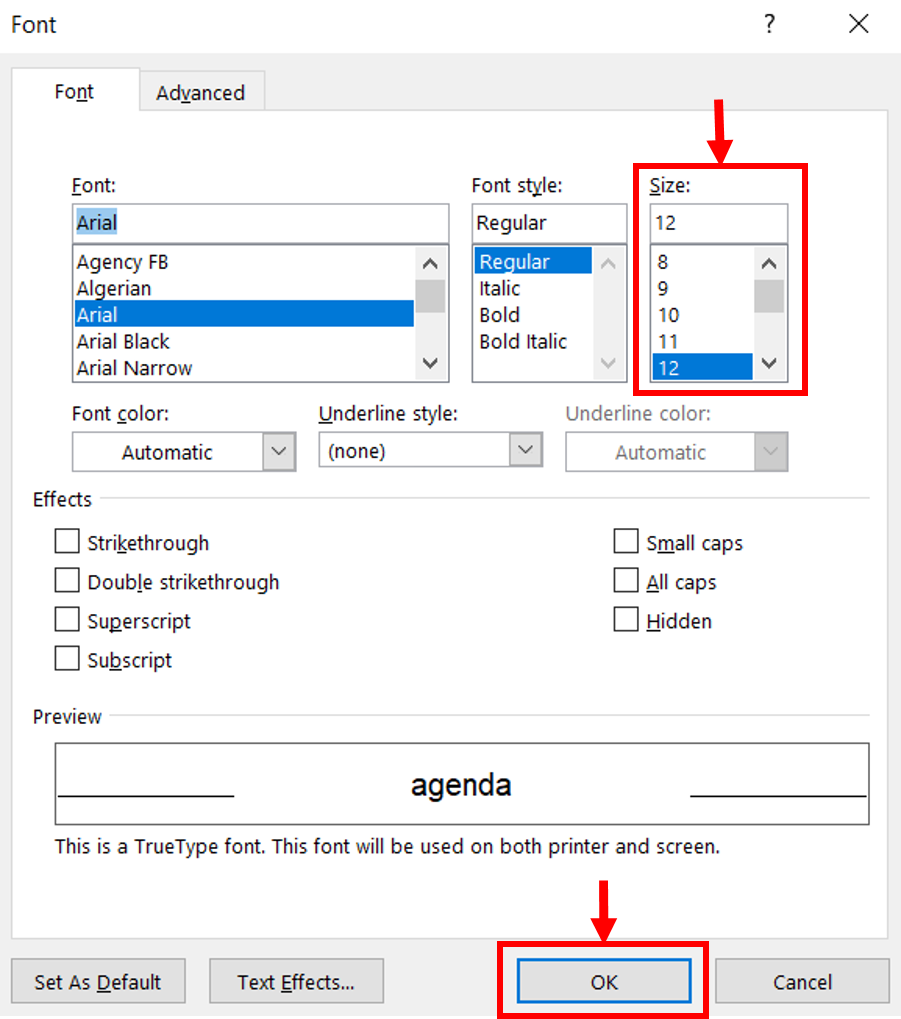 Font ?
Font Advanced
Font: Font style: Size:
Arial Regular 12
Agency FB Regular 8
Algerian Italic 9
Arial Bold 10
Arial Black Bold Italic 11
Arial Narrow 12
Font color: Underline style: Underline color:
Automatic (none) Automatic
Effects
Strikethrough Small caps
Double strikethrough All caps
Superscript Hidden
Subscript
Preview
agenda
This is a TrueType font. This font will be used on both printer and screen.
Set As Default Text Effects... OK Cancel